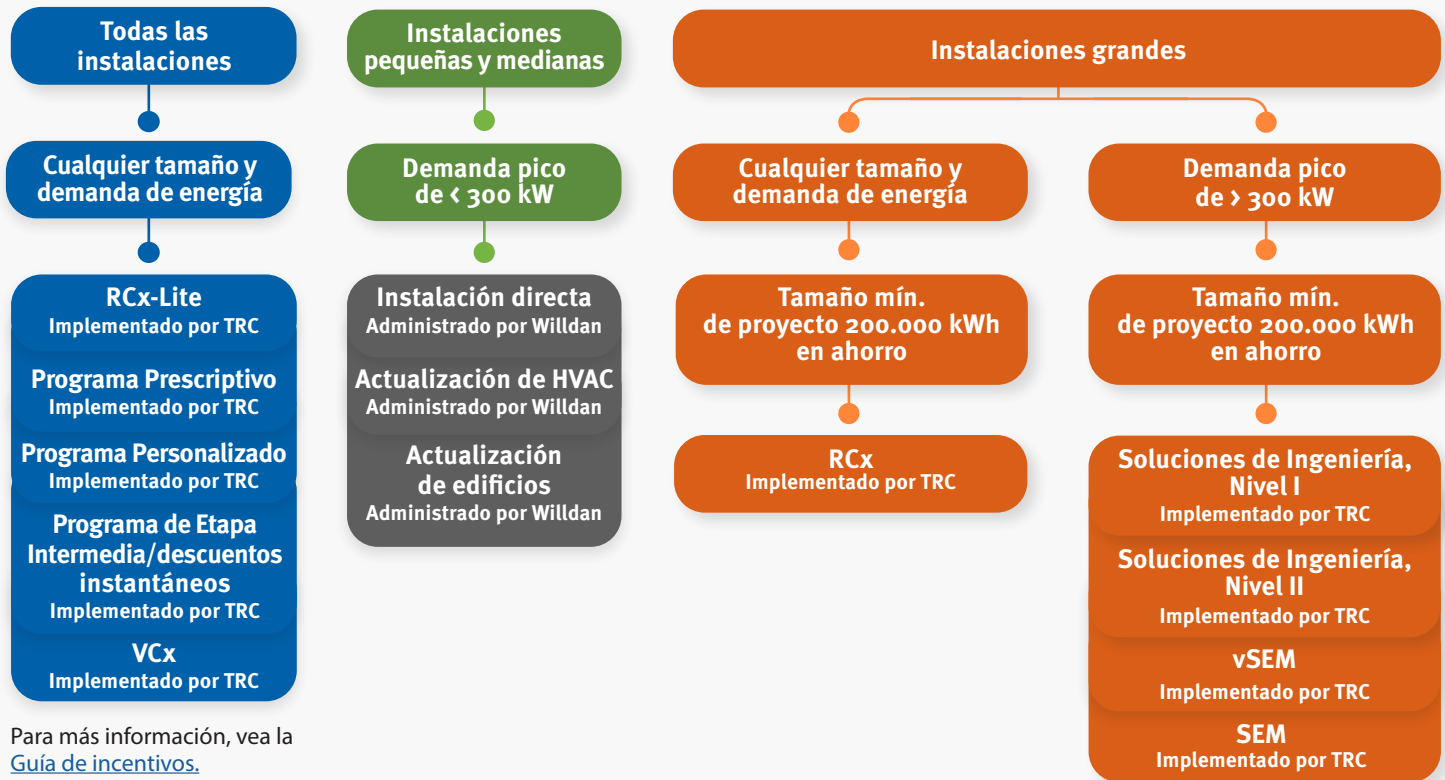 Todas las
instalaciones
Cualquier tamaño y
demanda de energía
RCx-Lite
Implementado por TRC
Programa Prescriptivo
Implementado por TRC
Programa Personalizado
Implementado por TRC
Programa de Etapa
Intermedia/descuentos
instantáneos
Implementado por TRC
VCx
Implementado por TRC
Para más información, vea la
Guía de incentivos.
Instalaciones
pequeñas y medianas
Demanda pico
de < 300 kW
Instalación directa
Administrado por Willdan
Actualización de HVAC
Administrado por Willdan
Actualización
de edificios
Administrado por Willdan
Instalaciones grandes
Cualquier tamaño y
demanda de energía
Tamaño mín.
de proyecto 200.000 kWh
en ahorro
RCx
Implementado por TRC
Demanda pico
de > 300 kW
Tamaño mín.
de proyecto 200.000 kWh
en ahorro
Soluciones de Ingeniería,
Nivel I
Implementado por TRC
Soluciones de Ingeniería,
Nivel II
Implementado por TRC
vSEM
Implementado por TRC
SEM
Implementado por TRC